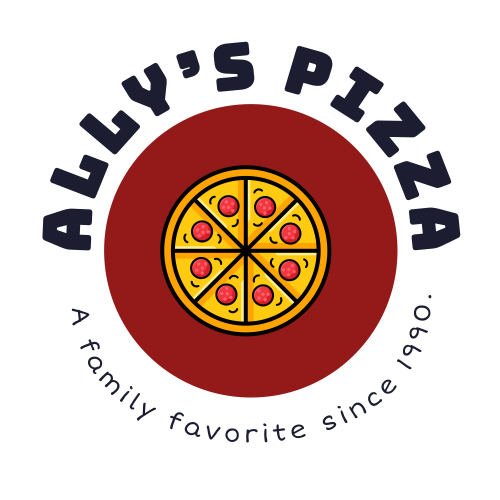 ALLY'S PIZZA
A family favorite since 1990.